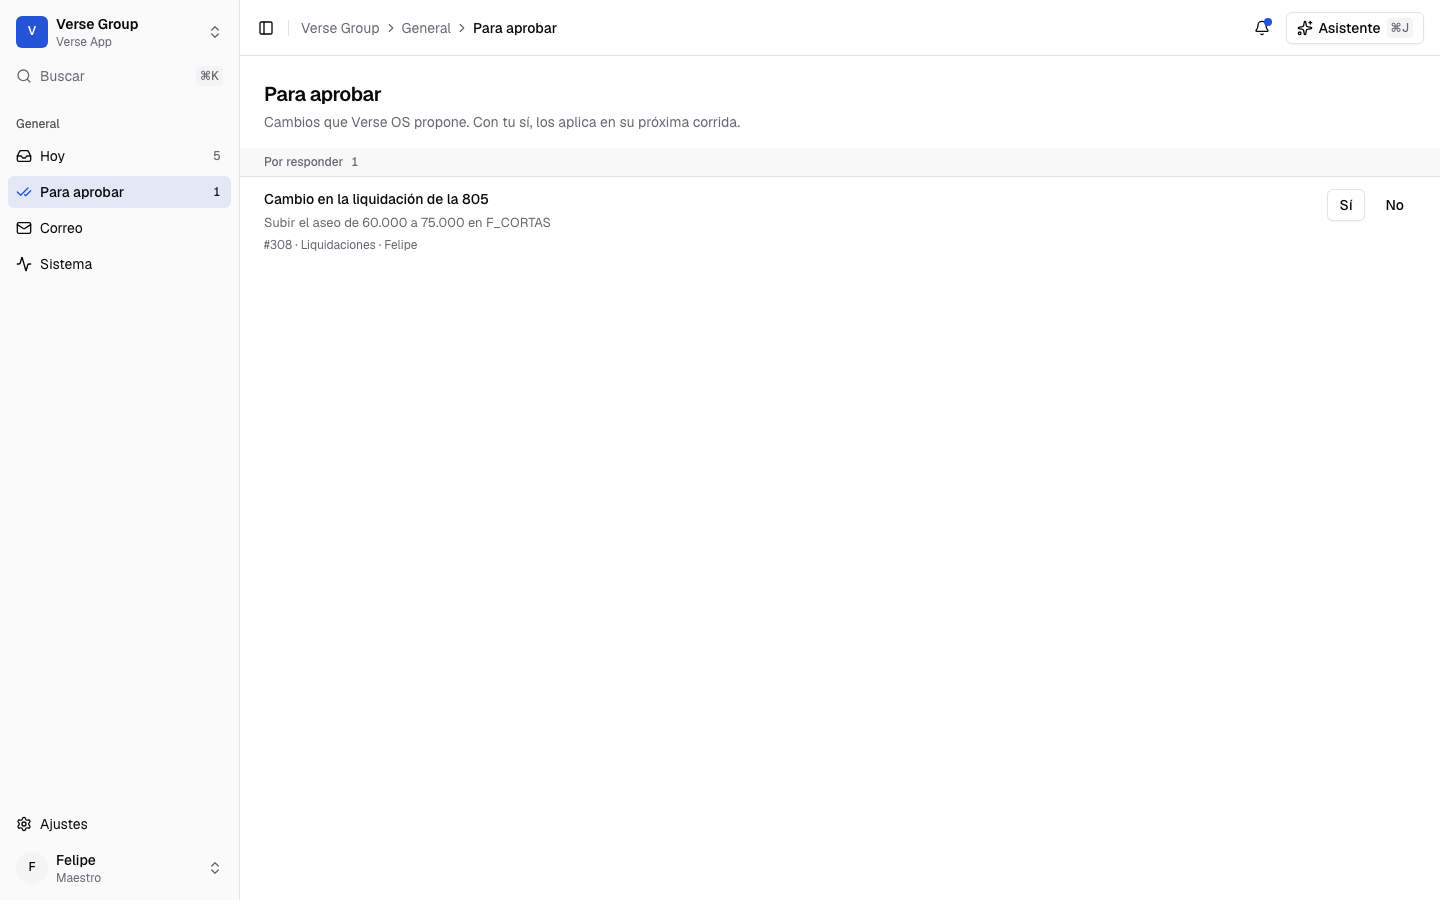 V
Verse Group
Verse App
Buscar
⌘K
General
Hoy
5
Para aprobar
1
Correo
Sistema
Ajustes
F
Felipe
Maestro
Verse Group > General > Para aprobar
Asistente ⌘J
Para aprobar
Cambios que Verse OS propone. Con tu sí, los aplica en su próxima corrida.
Por responder 1
Cambio en la liquidación de la 805
Subir el aseo de 60.000 a 75.000 en F_CORTAS
#308 · Liquidaciones · Felipe
Sí
No